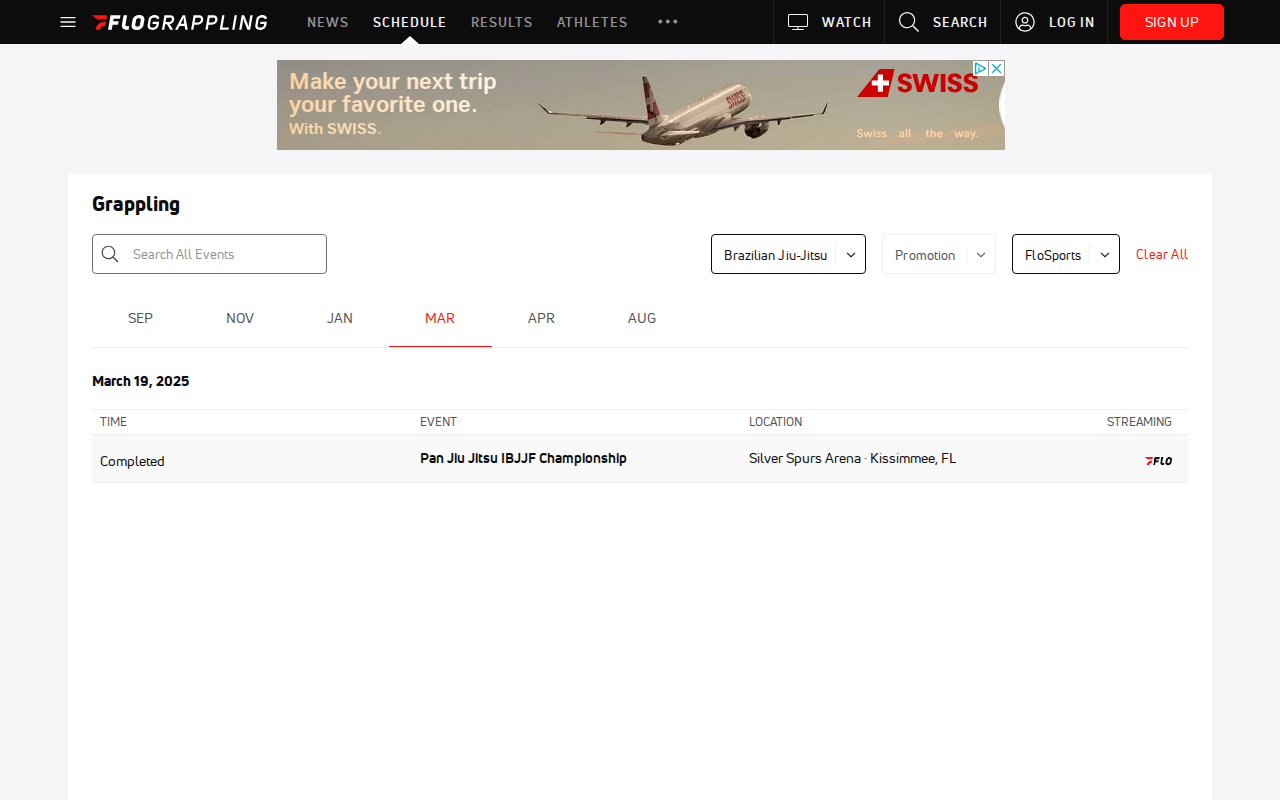 FLOGRAPPLING NEWS SCHEDULE RESULTS ATHLETES WATCH SEARCH LOG IN SIGN UP
Make your next trip
your favorite one.
With SWISS.
SWISS
SWISS
Swiss all the way.
Grappling
Search All Events Brazilian Jiu-Jitsu Promotion FloSports Clear All
SEP NOV JAN MAR APR AUG
March 19, 2025
TIME EVENT LOCATION STREAMING
Completed Pan Jiu Jitsu IBJJF Championship Silver Spurs Arena · Kissimmee, FL FLO